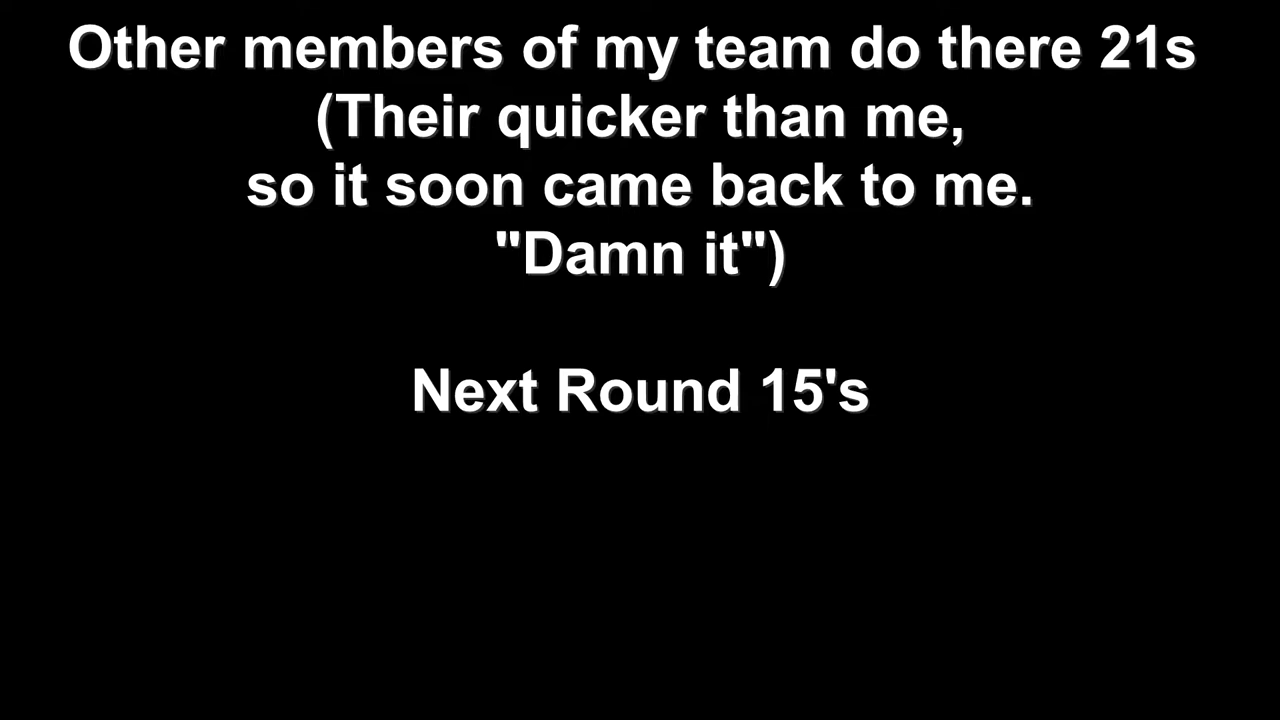 Other members of my team do there 21s
(Their quicker than me,
so it soon came back to me.
"Damn it")
Next Round 15's